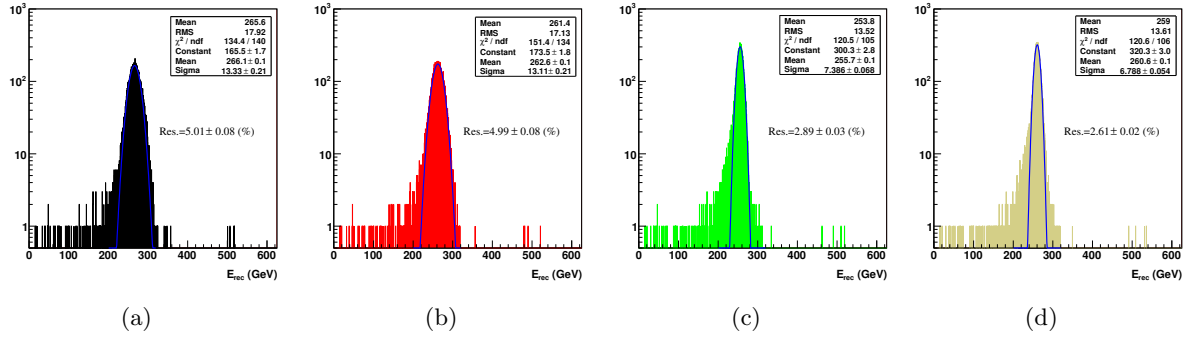 Mean 265.6
RMS 17.92
χ² / ndf 134.4 / 140
Constant 165.5 ± 1.7
Mean 266.1 ± 0.1
Sigma 13.33 ± 0.21
Res.=5.01 ± 0.08 (%)
10³
10²
10
1
0 100 200 300 400 500 600
E_rec (GeV)
(a)
Mean 261.4
RMS 17.13
χ² / ndf 151.4 / 134
Constant 173.5 ± 1.8
Mean 262.6 ± 0.1
Sigma 13.11 ± 0.21
Res.=4.99 ± 0.08 (%)
10³
10²
10
1
0 100 200 300 400 500 600
E_rec (GeV)
(b)
Mean 253.8
RMS 13.52
χ² / ndf 120.5 / 105
Constant 300.3 ± 2.8
Mean 255.7 ± 0.1
Sigma 7.386 ± 0.068
Res.=2.89 ± 0.03 (%)
10³
10²
10
1
0 100 200 300 400 500 600
E_rec (GeV)
(c)
Mean 259
RMS 13.61
χ² / ndf 120.6 / 106
Constant 320.3 ± 3.0
Mean 260.6 ± 0.1
Sigma 6.788 ± 0.054
Res.=2.61 ± 0.02 (%)
10³
10²
10
1
0 100 200 300 400 500 600
E_rec (GeV)
(d)